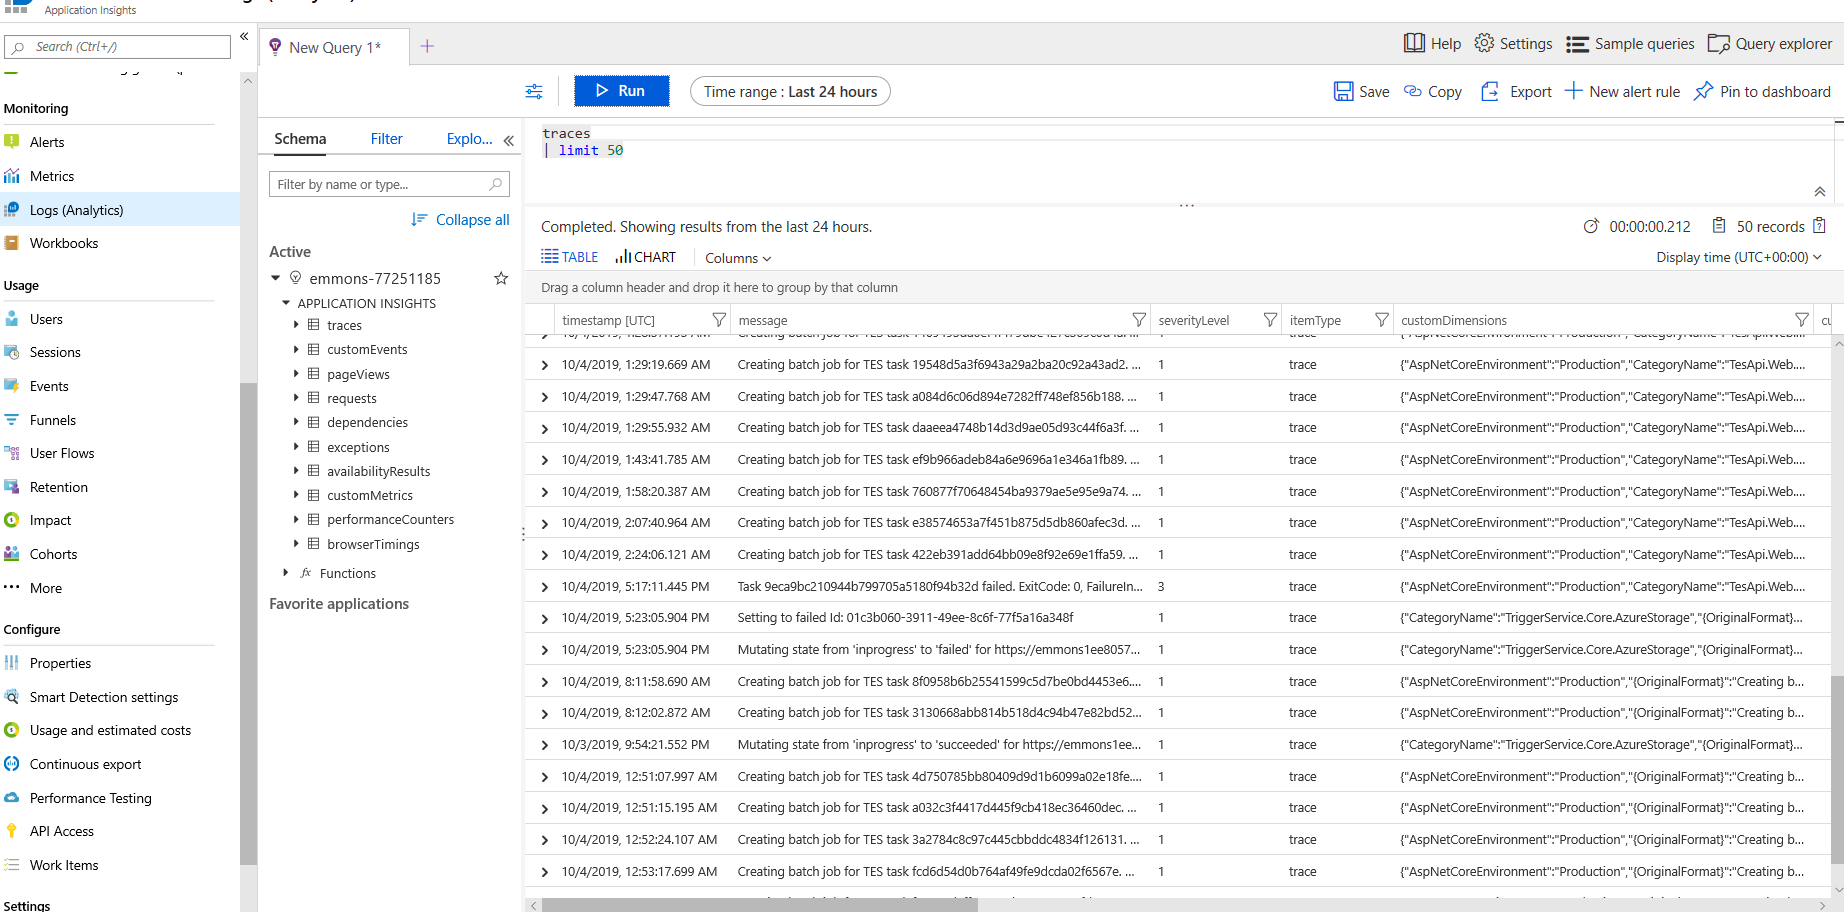 Application Insights
Search (Ctrl+/)
Monitoring
Alerts
Metrics
Logs (Analytics)
Workbooks
Usage
Users
Sessions
Events
Funnels
User Flows
Retention
Impact
Cohorts
More
Configure
Properties
Smart Detection settings
Usage and estimated costs
Continuous export
Performance Testing
API Access
Work Items
Settings
New Query 1*
Help
Settings
Sample queries
Query explorer
Run
Time range : Last 24 hours
Save
Copy
Export
New alert rule
Pin to dashboard
Schema
Filter
Explo...
Filter by name or type...
Collapse all
Active
emmons-77251185
APPLICATION INSIGHTS
traces
customEvents
pageViews
requests
dependencies
exceptions
availabilityResults
customMetrics
performanceCounters
browserTimings
fx Functions
Favorite applications
traces
| limit 50
Completed. Showing results from the last 24 hours.
00:00:00.212
50 records
TABLE
CHART
Columns
Display time (UTC+00:00)
Drag a column header and drop it here to group by that column
timestamp [UTC] message severityLevel itemType customDimensions cu
10/4/2019, 1:29:19.669 AM Creating batch job for TES task 19548d5a3f6943a29a2ba20c92a43ad2. ... 1 trace {"AspNetCoreEnvironment":"Production","CategoryName":"TesApi.Web....
10/4/2019, 1:29:47.768 AM Creating batch job for TES task a084d6c06d894e7282ff748ef856b188. ... 1 trace {"AspNetCoreEnvironment":"Production","CategoryName":"TesApi.Web....
10/4/2019, 1:29:55.932 AM Creating batch job for TES task daaeea4748b14d3d9ae05d93c44f6a3f. ... 1 trace {"AspNetCoreEnvironment":"Production","CategoryName":"TesApi.Web....
10/4/2019, 1:43:41.785 AM Creating batch job for TES task ef9b966adeb84a6e9696a1e346a1fb89. ... 1 trace {"AspNetCoreEnvironment":"Production","CategoryName":"TesApi.Web....
10/4/2019, 1:58:20.387 AM Creating batch job for TES task 760877f70648454ba9379ae5e95e9a74. ... 1 trace {"AspNetCoreEnvironment":"Production","CategoryName":"TesApi.Web....
10/4/2019, 2:07:40.964 AM Creating batch job for TES task e38574653a7f451b875d5db860afec3d. ... 1 trace {"AspNetCoreEnvironment":"Production","CategoryName":"TesApi.Web....
10/4/2019, 2:24:06.121 AM Creating batch job for TES task 422eb391add64bb09e8f92e69e1ffa59. ... 1 trace {"AspNetCoreEnvironment":"Production","CategoryName":"TesApi.Web....
10/4/2019, 5:17:11.445 PM Task 9eca9bc210944b799705a5180f94b32d failed. ExitCode: 0, FailureIn... 3 trace {"AspNetCoreEnvironment":"Production","CategoryName":"TesApi.Web....
10/4/2019, 5:23:05.904 PM Setting to failed Id: 01c3b060-3911-49ee-8c6f-77f5a16a348f 1 trace {"CategoryName":"TriggerService.Core.AzureStorage","{OriginalFormat}...
10/4/2019, 5:23:05.904 PM Mutating state from 'inprogress' to 'failed' for https://emmons1ee8057... 1 trace {"CategoryName":"TriggerService.Core.AzureStorage","{OriginalFormat}...
10/4/2019, 8:11:58.690 AM Creating batch job for TES task 8f0958b6b25541599c5d7be0bd4453e6.... 1 trace {"AspNetCoreEnvironment":"Production","{OriginalFormat}":"Creating b...
10/4/2019, 8:12:02.872 AM Creating batch job for TES task 3130668abb814b518d4c94b47e82bd52... 1 trace {"AspNetCoreEnvironment":"Production","{OriginalFormat}":"Creating b...
10/3/2019, 9:54:21.552 PM Mutating state from 'inprogress' to 'succeeded' for https://emmons1ee... 1 trace {"CategoryName":"TriggerService.Core.AzureStorage","{OriginalFormat}...
10/4/2019, 12:51:07.997 AM Creating batch job for TES task 4d750785bb80409d9d1b6099a02e18fe.... 1 trace {"AspNetCoreEnvironment":"Production","{OriginalFormat}":"Creating b...
10/4/2019, 12:51:15.195 AM Creating batch job for TES task a032c3f4417d445f9cb418ec36460dec. ... 1 trace {"AspNetCoreEnvironment":"Production","{OriginalFormat}":"Creating b...
10/4/2019, 12:52:24.107 AM Creating batch job for TES task 3a2784c8c97c445cbbddc4834f126131. ... 1 trace {"AspNetCoreEnvironment":"Production","{OriginalFormat}":"Creating b...
10/4/2019, 12:53:17.699 AM Creating batch job for TES task fcd6d54d0b764af49fe9dcda02f6567e. ... 1 trace {"AspNetCoreEnvironment":"Production","{OriginalFormat}":"Creating b...